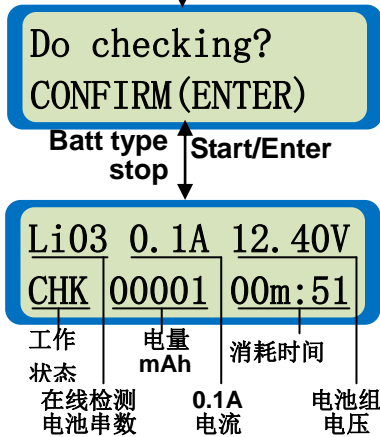 Do checking?
CONFIRM(ENTER)
Batt type
stop
Start/Enter
Li03 0.1A 12.40V
CHK 00001 00m:51
工作
状态
电量
mAh
消耗时间
在线检测
电池串数
0.1A
电流
电池组
电压